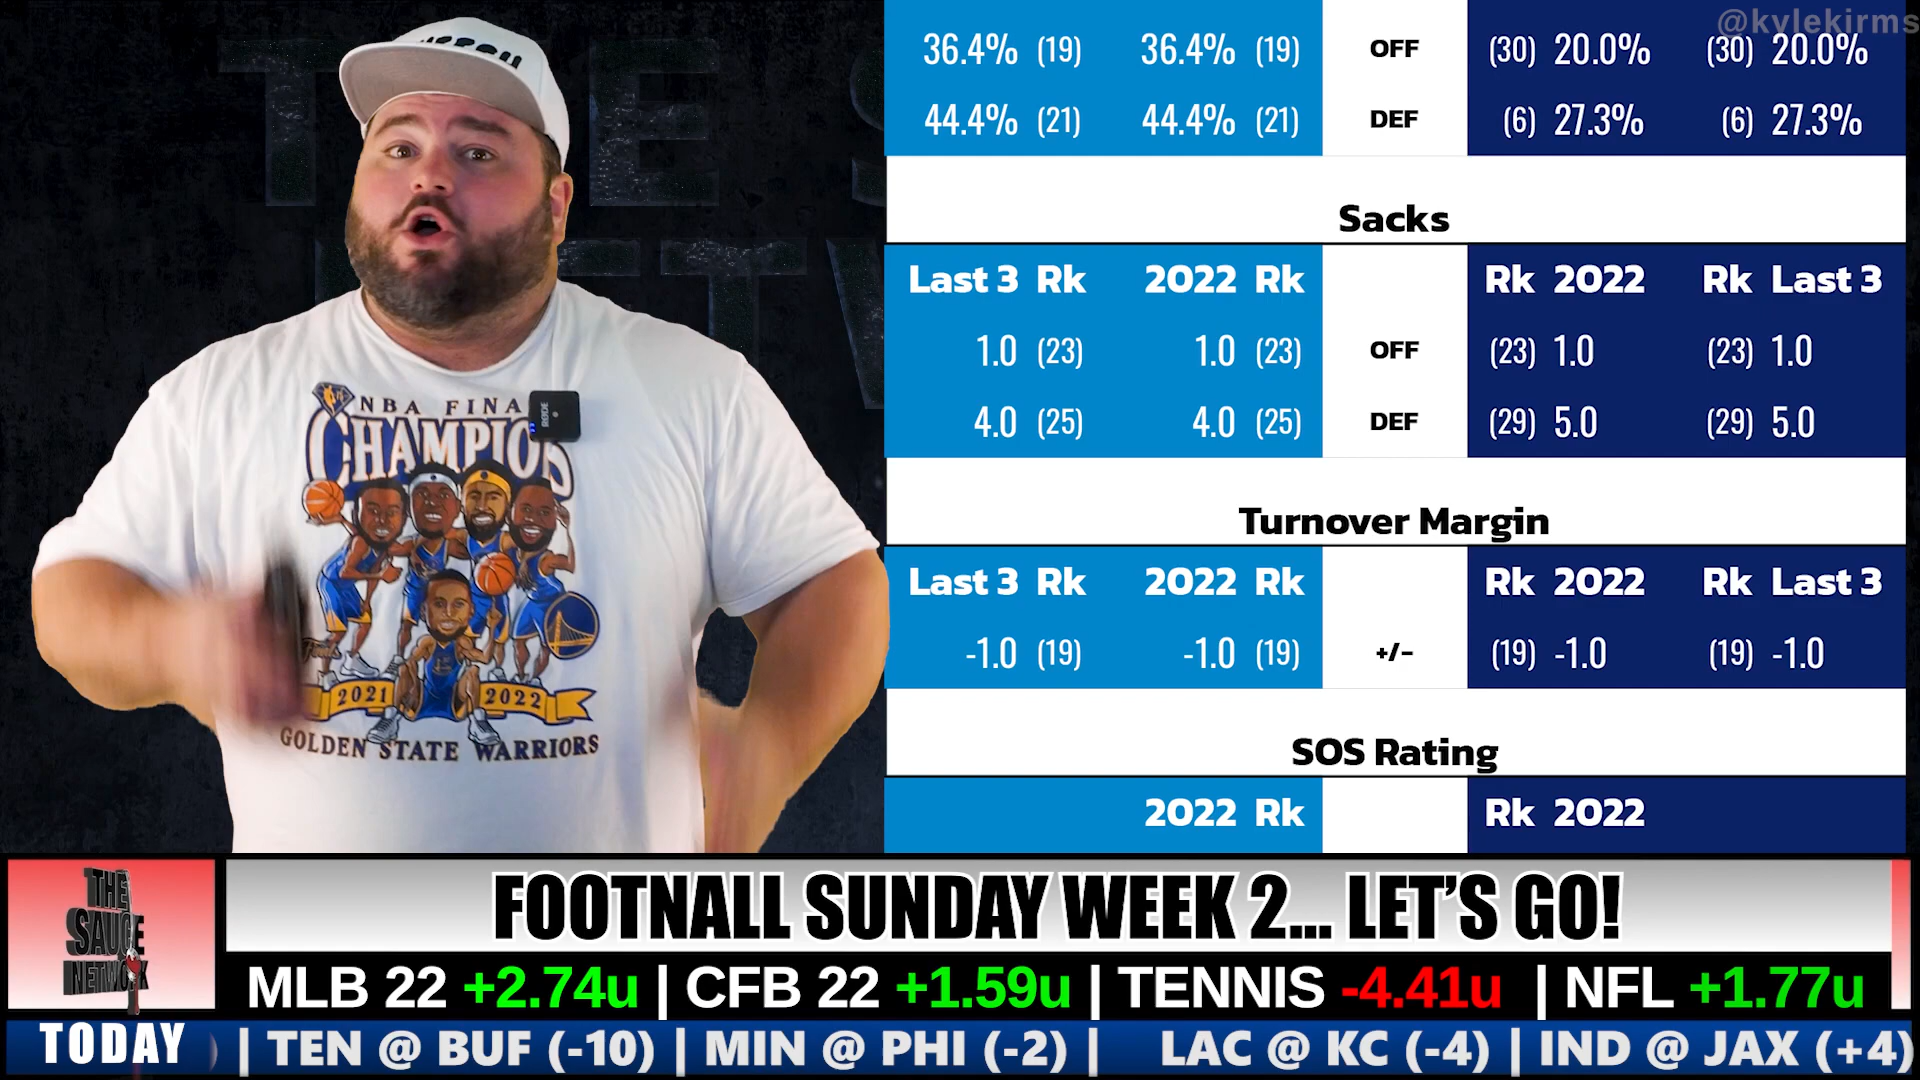 @kylekirms
36.4% (19) 36.4% (19) OFF (30) 20.0% (30) 20.0%
44.4% (21) 44.4% (21) DEF (6) 27.3% (6) 27.3%
Sacks
Last 3 Rk 2022 Rk Rk 2022 Rk Last 3
1.0 (23) 1.0 (23) OFF (23) 1.0 (23) 1.0
4.0 (25) 4.0 (25) DEF (29) 5.0 (29) 5.0
Turnover Margin
Last 3 Rk 2022 Rk Rk 2022 Rk Last 3
-1.0 (19) -1.0 (19) +/- (19) -1.0 (19) -1.0
SOS Rating
2022 Rk Rk 2022
NBA FINA
CHAMPIO
RODE
2021 2022
GOLDEN STATE WARRIORS
THE
SAUCE
NETWORK
FOOTNALL SUNDAY WEEK 2... LET'S GO!
MLB 22 +2.74u | CFB 22 +1.59u | TENNIS -4.41u | NFL +1.77u
TODAY | TEN @ BUF (-10) | MIN @ PHI (-2) | LAC @ KC (-4) | IND @ JAX (+4)